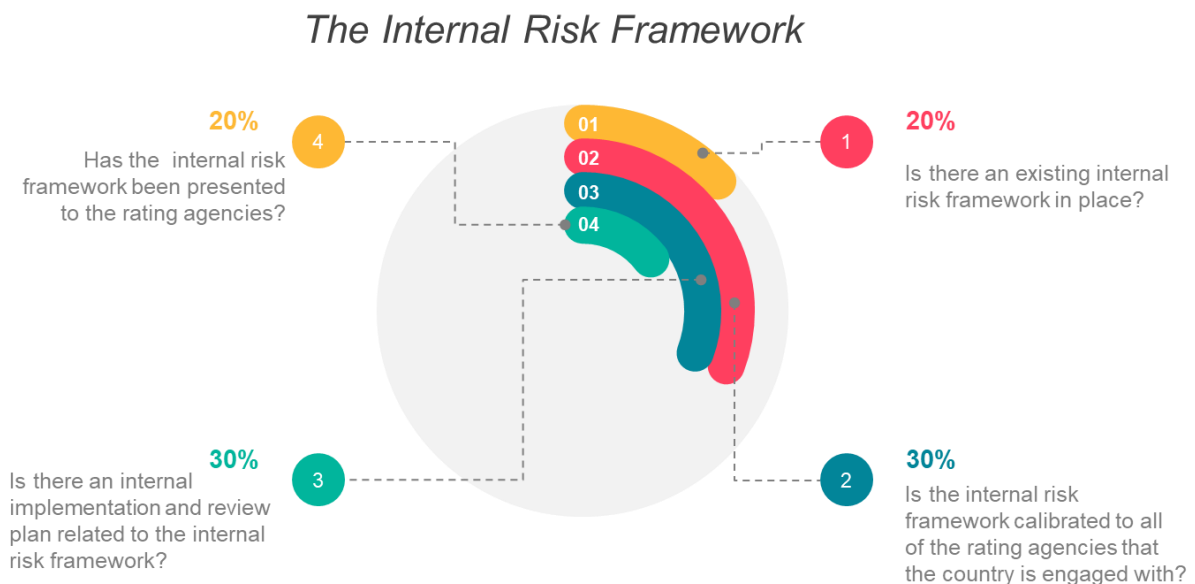 The Internal Risk Framework
20%
4
Has the internal risk
framework been presented
to the rating agencies?
01
02
03
04
1
20%
Is there an existing internal
risk framework in place?
30%
3
Is there an internal
implementation and review
plan related to the internal
risk framework?
2
30%
Is the internal risk
framework calibrated to all
of the rating agencies that
the country is engaged with?